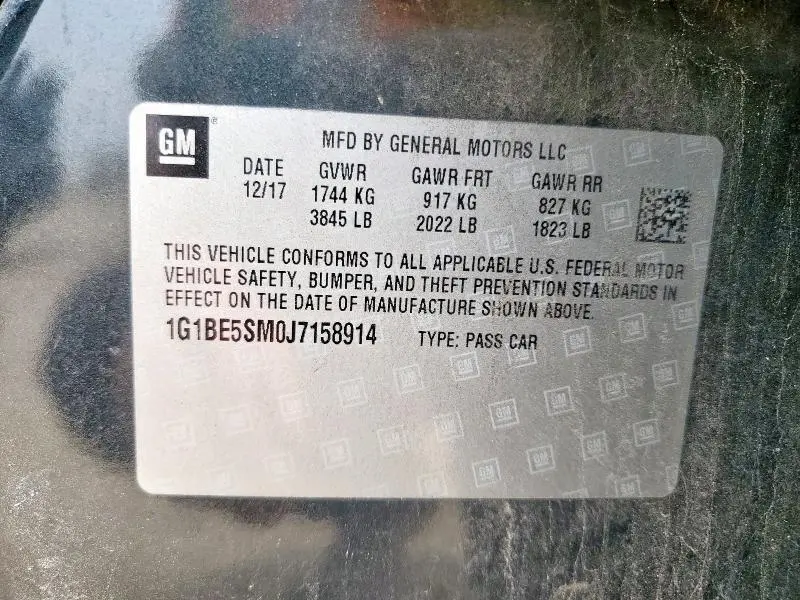 GM ®
MFD BY GENERAL MOTORS LLC
DATE GVWR GAWR FRT GAWR RR
12/17 1744 KG 917 KG 827 KG
3845 LB 2022 LB 1823 LB
THIS VEHICLE CONFORMS TO ALL APPLICABLE U.S. FEDERAL MOTOR
VEHICLE SAFETY, BUMPER, AND THEFT PREVENTION STANDARDS IN
EFFECT ON THE DATE OF MANUFACTURE SHOWN ABOVE.
1G1BE5SM0J7158914 TYPE: PASS CAR